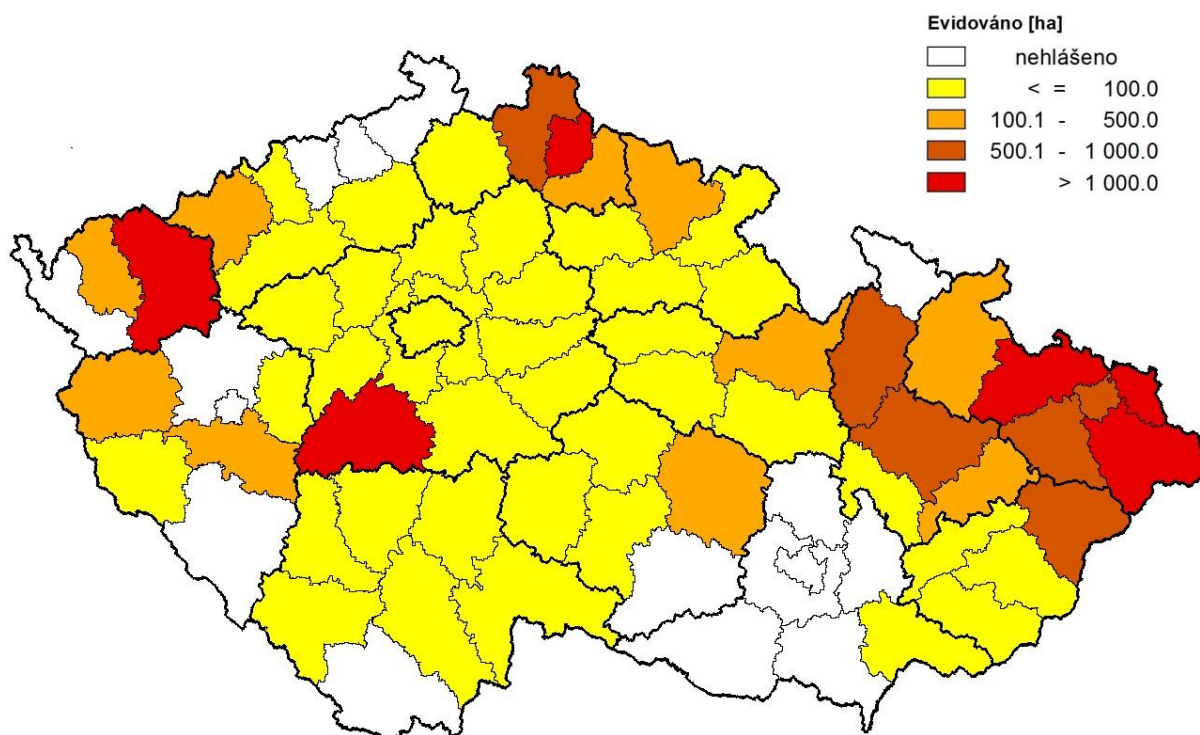 Evidováno [ha]
nehlášeno
< = 100.0
100.1 - 500.0
500.1 - 1 000.0
> 1 000.0